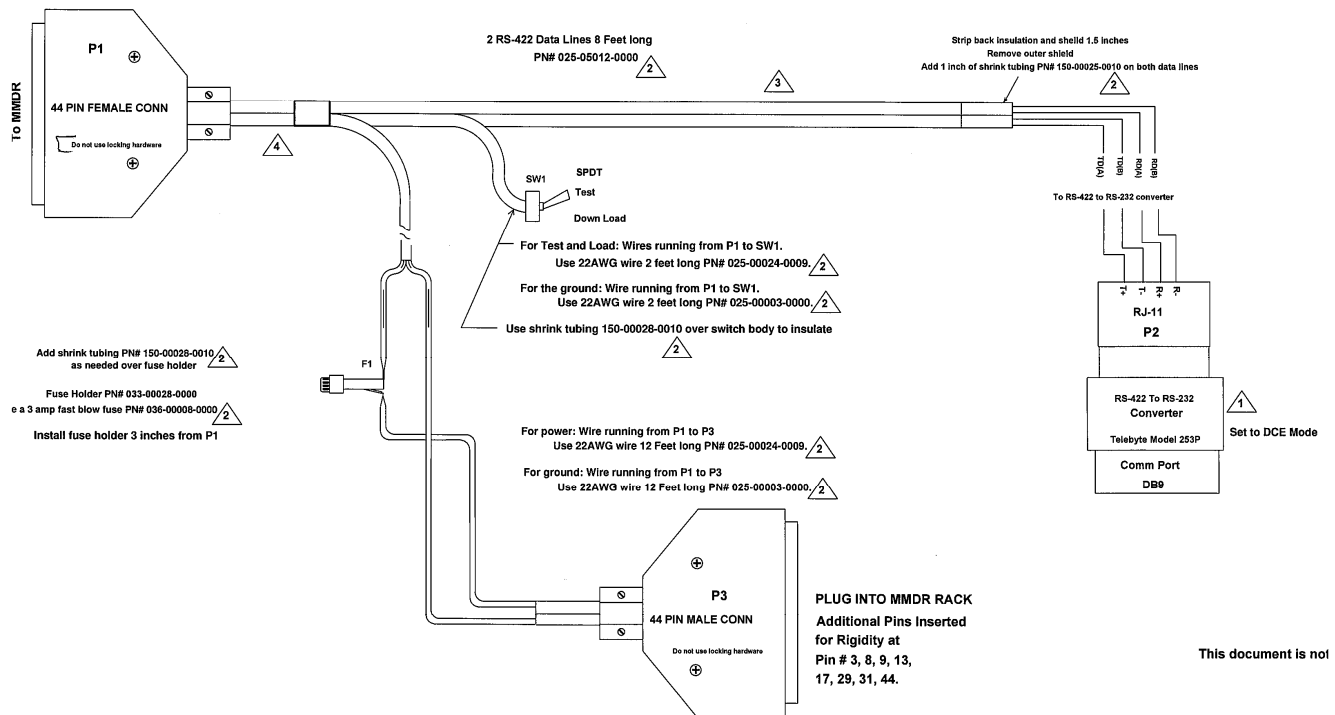 To MMDR
P1
44 PIN FEMALE CONN
Do not use locking hardware
4
2 RS-422 Data Lines 8 Feet long
PN# 025-05012-0000
2
3
Strip back insulation and sheild 1.5 inches
Remove outer shield
Add 1 inch of shrink tubing PN# 150-00025-0010 on both data lines
2
TD(A)
TD(B)
RD(A)
RD(B)
To RS-422 to RS-232 converter
T+
T-
R+
R-
RJ-11
P2
RS-422 To RS-232
Converter
Telebyte Model 253P
Comm Port
DB9
1
Set to DCE Mode
SW1
SPDT
Test
Down Load
For Test and Load: Wires running from P1 to SW1.
Use 22AWG wire 2 feet long PN# 025-00024-0009.
2
For the ground: Wire running from P1 to SW1.
Use 22AWG wire 2 feet long PN# 025-00003-0000.
2
Use shrink tubing 150-00028-0010 over switch body to insulate
2
Add shrink tubing PN# 150-00028-0010
as needed over fuse holder
2
F1
Fuse Holder PN# 033-00028-0000
e a 3 amp fast blow fuse PN# 036-00008-0000
2
Install fuse holder 3 inches from P1
For power: Wire running from P1 to P3
Use 22AWG wire 12 Feet long PN# 025-00024-0009.
2
For ground: Wire running from P1 to P3
Use 22AWG wire 12 Feet long PN# 025-00003-0000.
2
P3
44 PIN MALE CONN
Do not use locking hardware
PLUG INTO MMDR RACK
Additional Pins Inserted
for Rigidity at
Pin # 3, 8, 9, 13,
17, 29, 31, 44.
This document is not